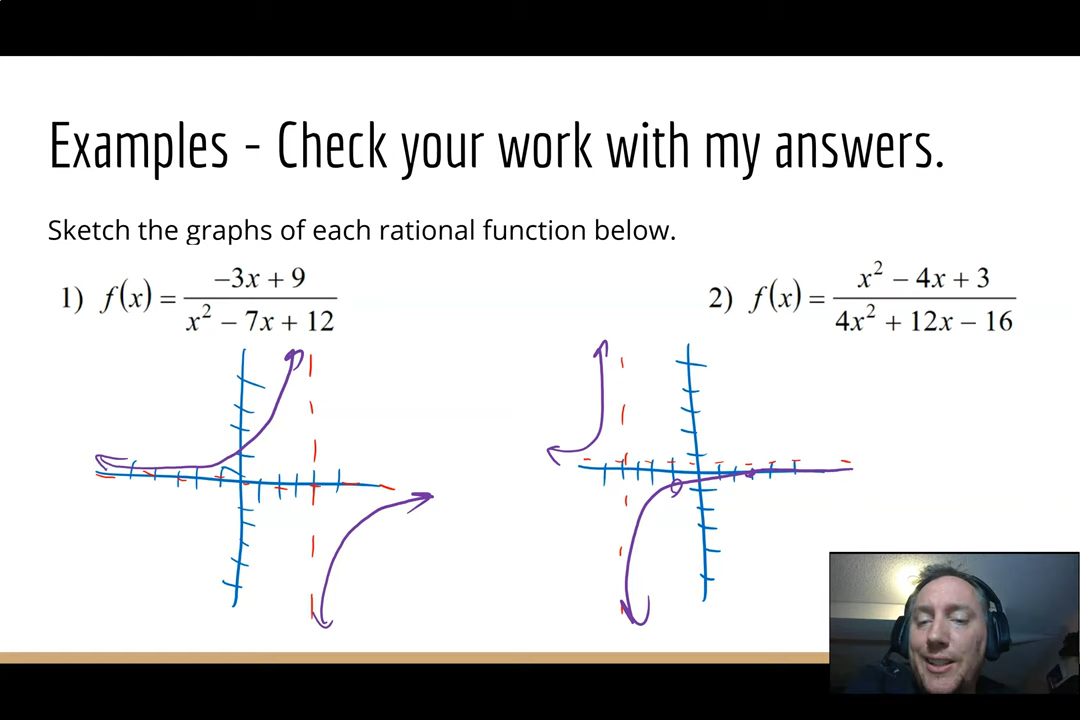 Examples - Check your work with my answers.
Sketch the graphs of each rational function below.
1) f(x) = (−3x + 9)/(x² − 7x + 12)
2) f(x) = (x² − 4x + 3)/(4x² + 12x − 16)